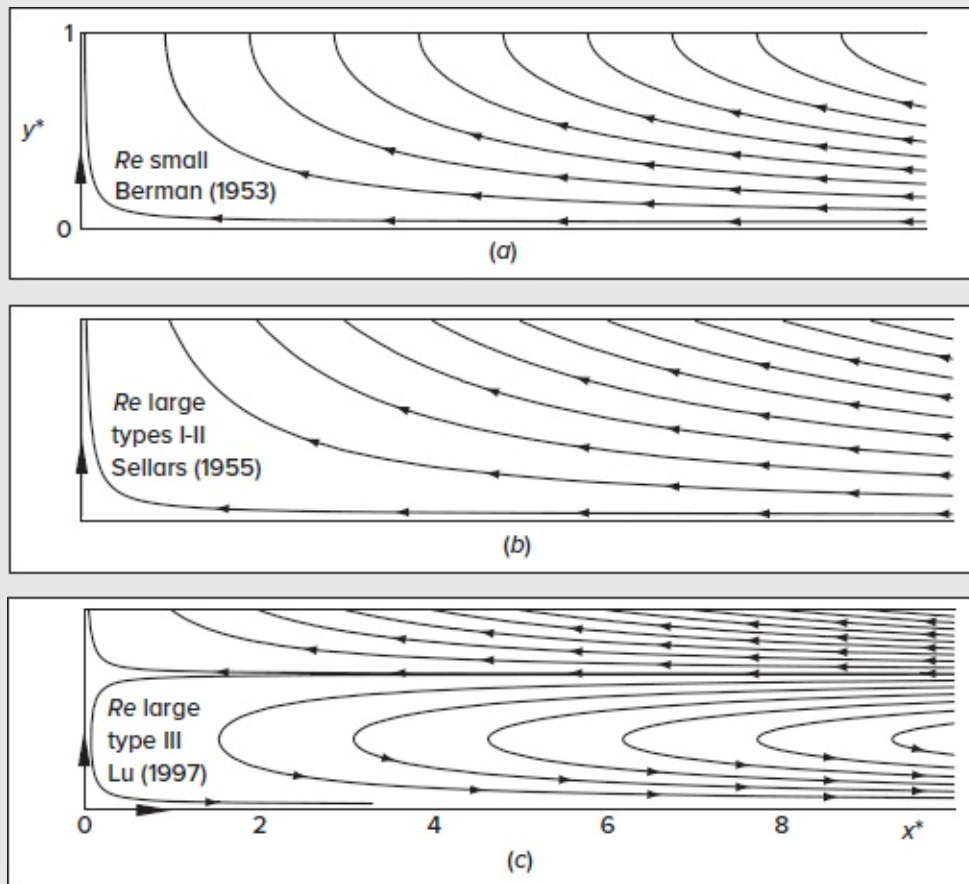 1
y*
Re small
Berman (1953)
0
(a)
Re large
types I-II
Sellars (1955)
(b)
Re large
type III
Lu (1997)
0 2 4 6 8 x*
(c)